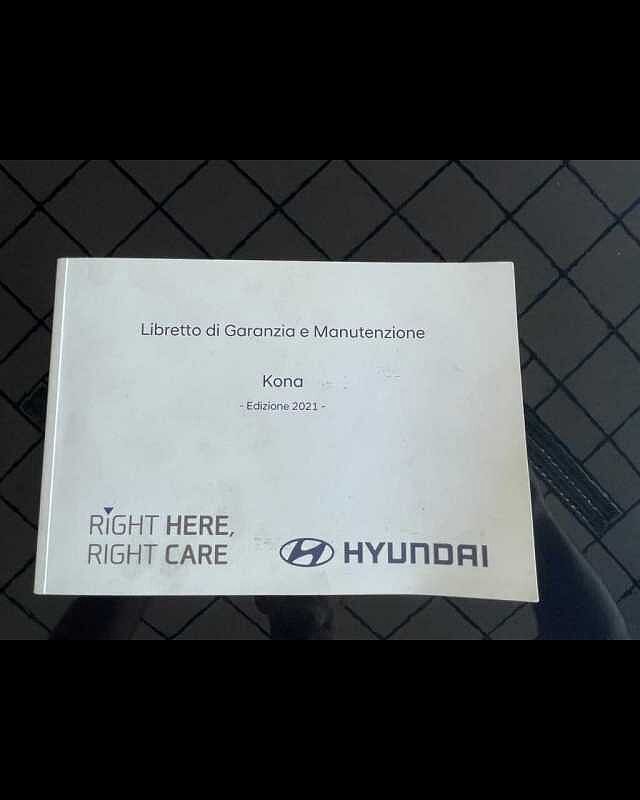 Libretto di Garanzia e Manutenzione
Kona
- Edizione 2021 -
RIGHT HERE,
RIGHT CARE
HYUNDAI